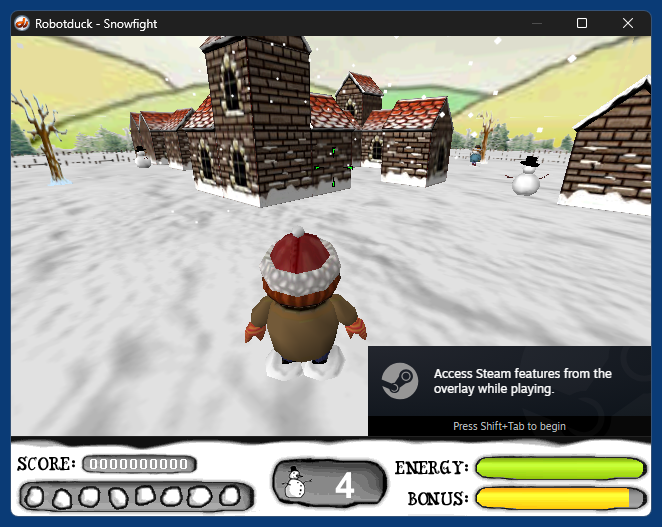 Robotduck - Snowfight
Access Steam features from the
overlay while playing.
Press Shift+Tab to begin
SCORE: 0000000000
4
ENERGY:
BONUS: